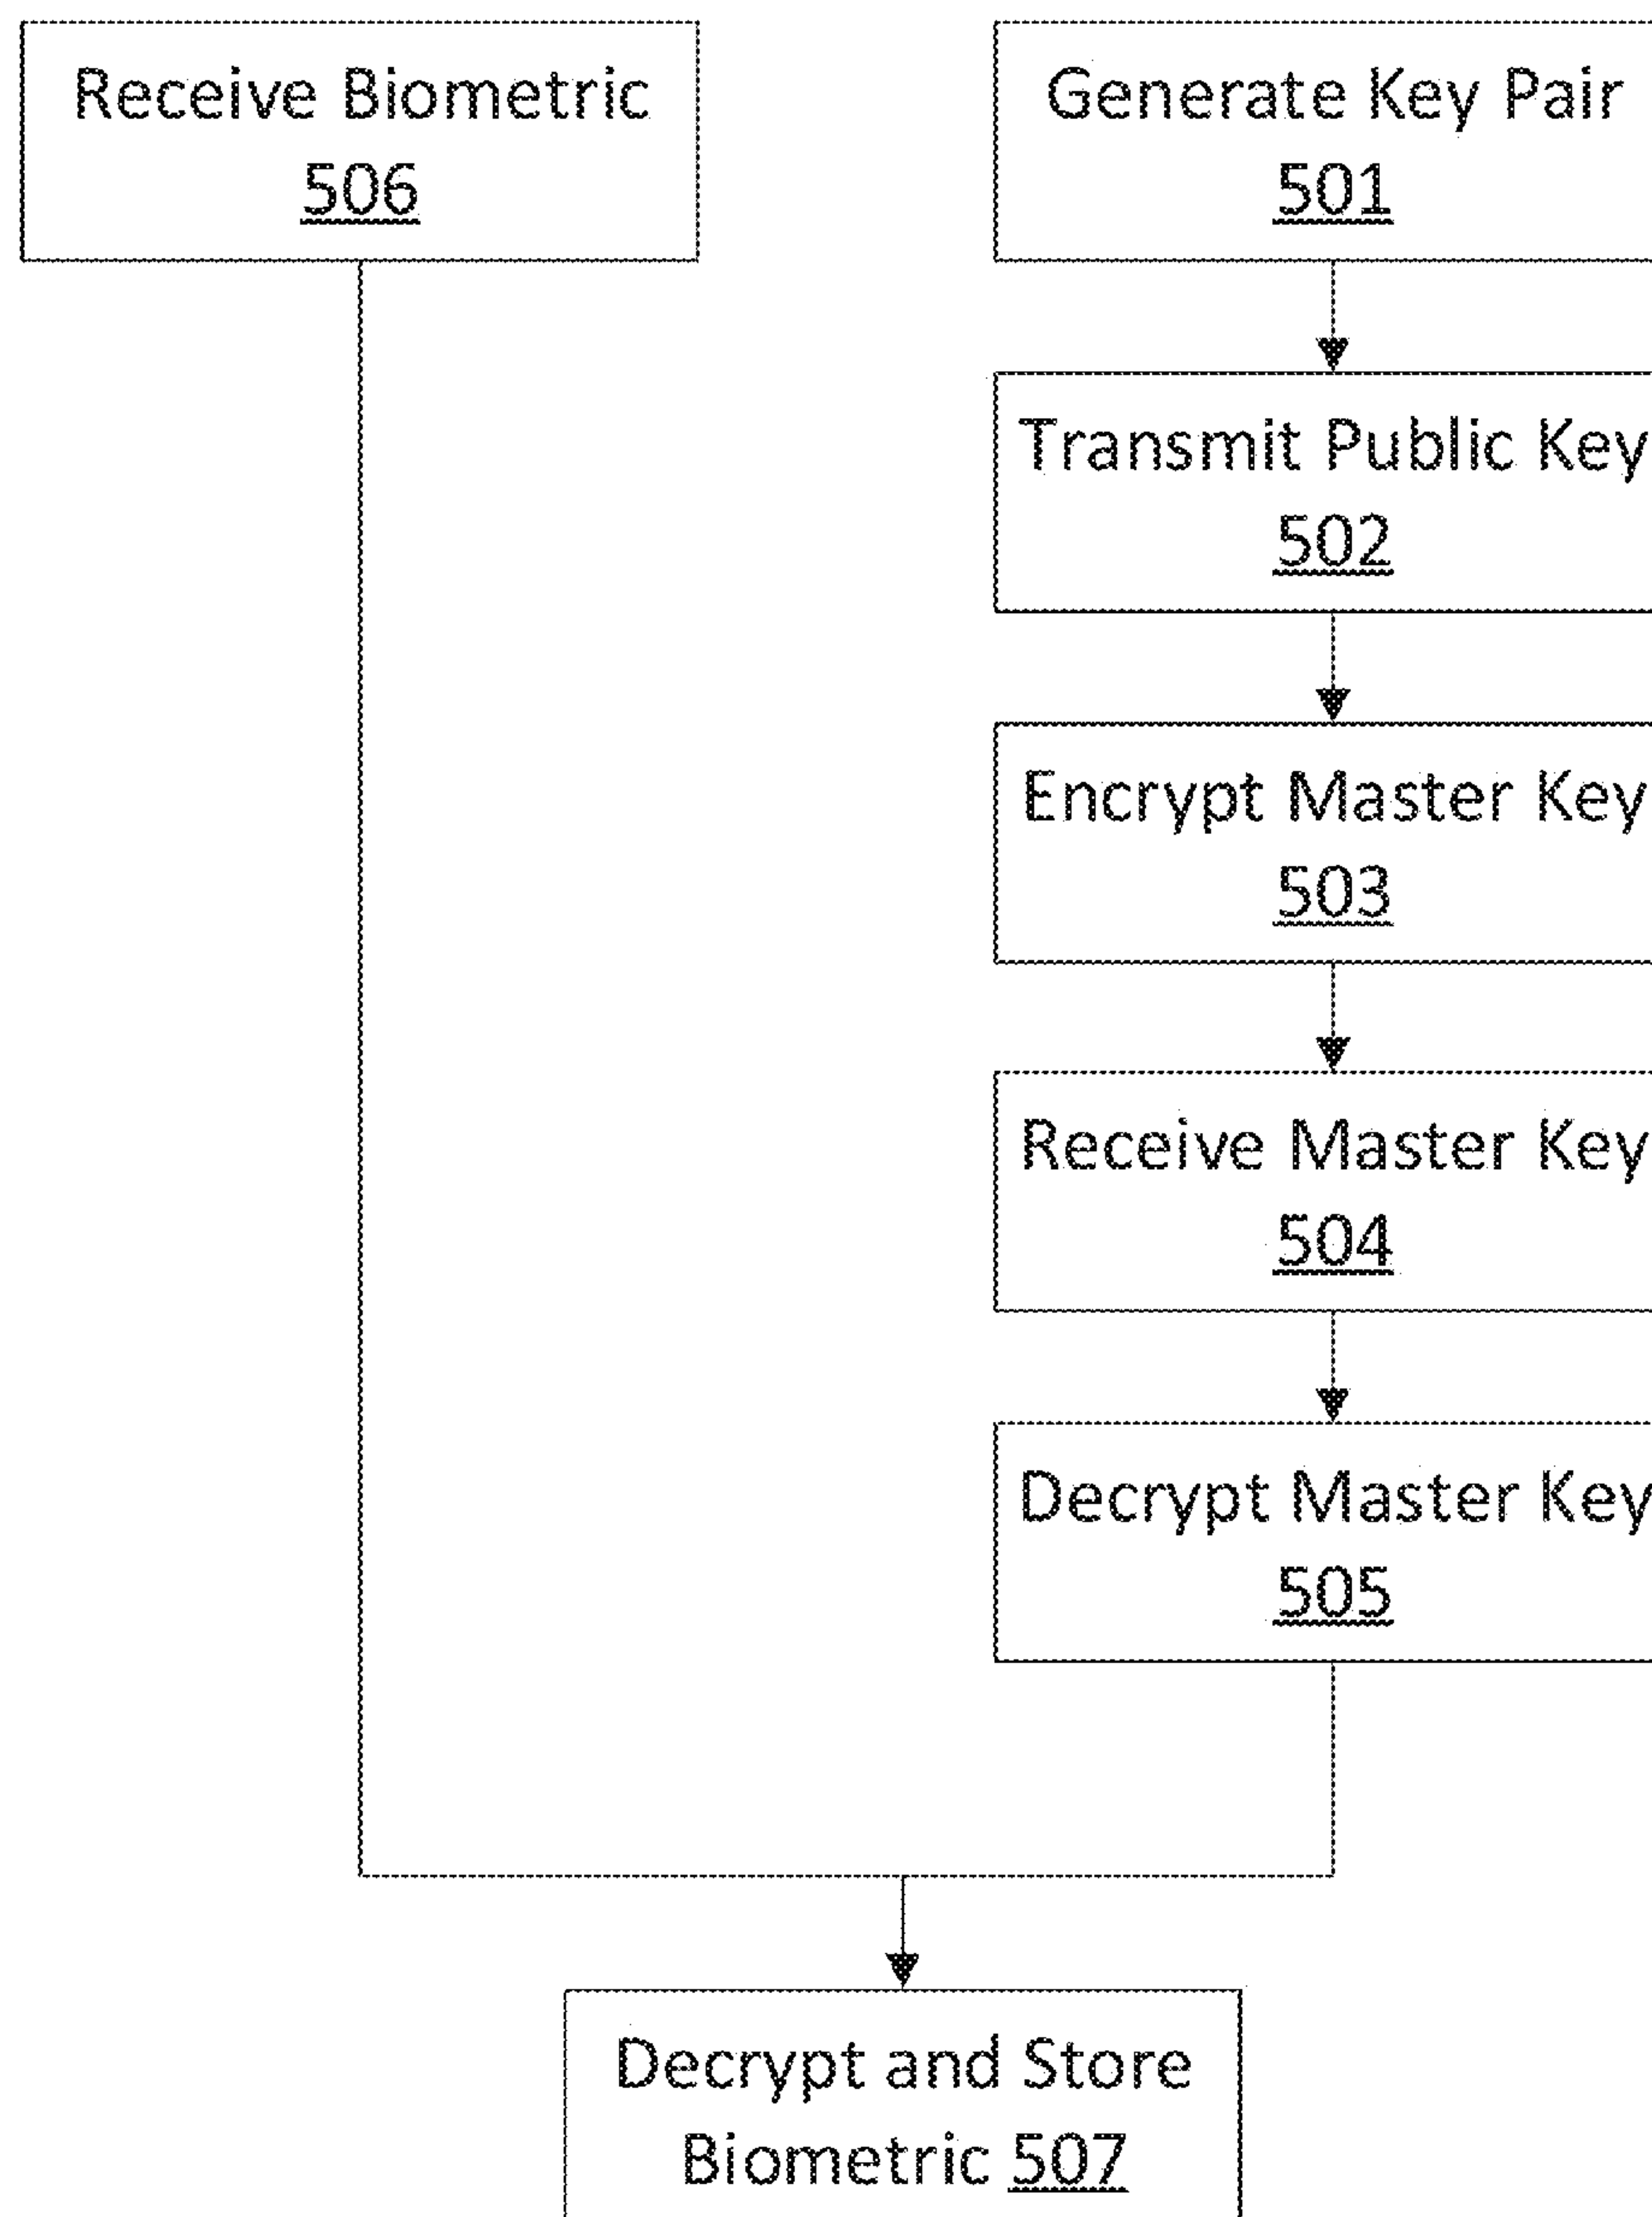 Receive Biometric
506
Generate Key Pair
501
Transmit Public Key
502
Encrypt Master Key
503
Receive Master Key
504
Decrypt Master Key
505
Decrypt and Store
Biometric 507